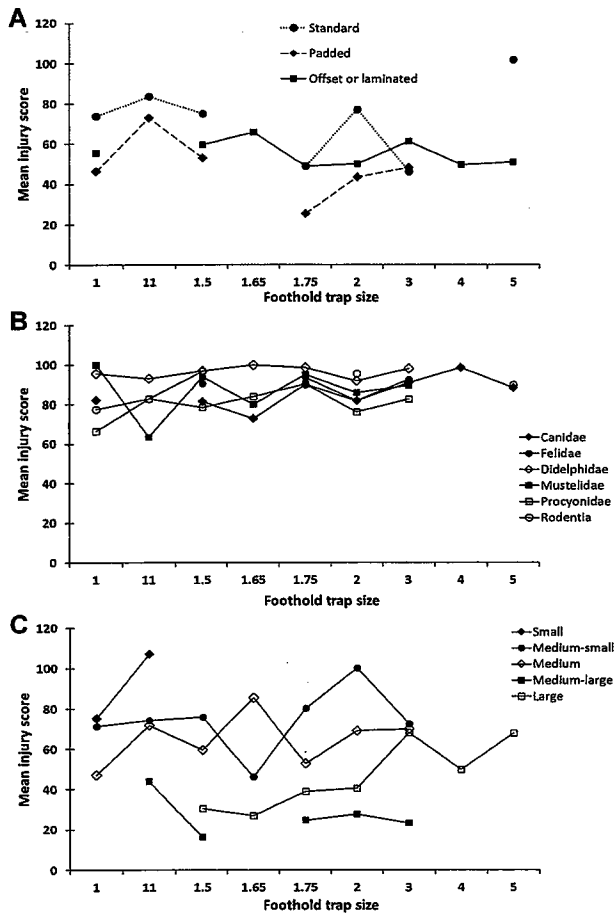 A
120
100
80
60
40
20
0
Mean injury score
Standard
Padded
Offset or laminated
1 11 1.5 1.65 1.75 2 3 4 5
Foothold trap size
B
120
100
80
60
40
20
0
Mean injury score
Canidae
Felidae
Didelphidae
Mustelidae
Procyonidae
Rodentia
1 11 1.5 1.65 1.75 2 3 4 5
Foothold trap size
C
120
100
80
60
40
20
0
Mean injury score
Small
Medium-small
Medium
Medium-large
Large
1 11 1.5 1.65 1.75 2 3 4 5
Foothold trap size